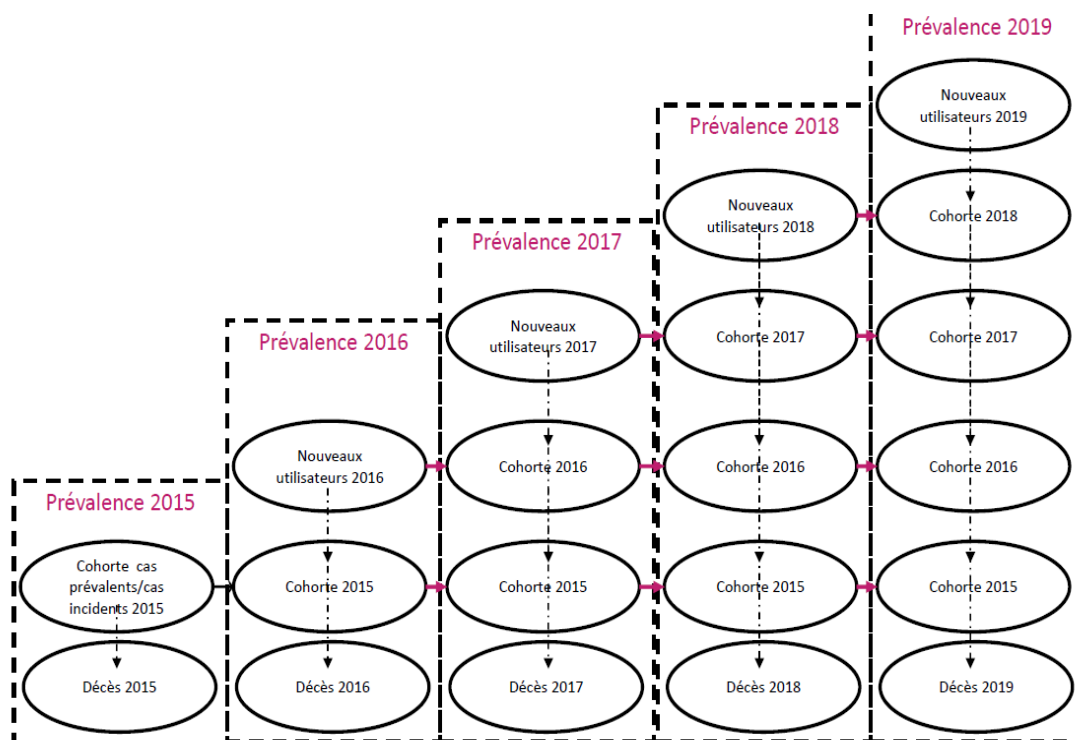 Prévalence 2015
Cohorte cas
prévalents/cas
incidents 2015
Décès 2015
Prévalence 2016
Nouveaux
utilisateurs 2016
Cohorte 2015
Décès 2016
Prévalence 2017
Nouveaux
utilisateurs 2017
Cohorte 2016
Cohorte 2015
Décès 2017
Prévalence 2018
Nouveaux
utilisateurs 2018
Cohorte 2017
Cohorte 2016
Cohorte 2015
Décès 2018
Prévalence 2019
Nouveaux
utilisateurs 2019
Cohorte 2018
Cohorte 2017
Cohorte 2016
Cohorte 2015
Décès 2019